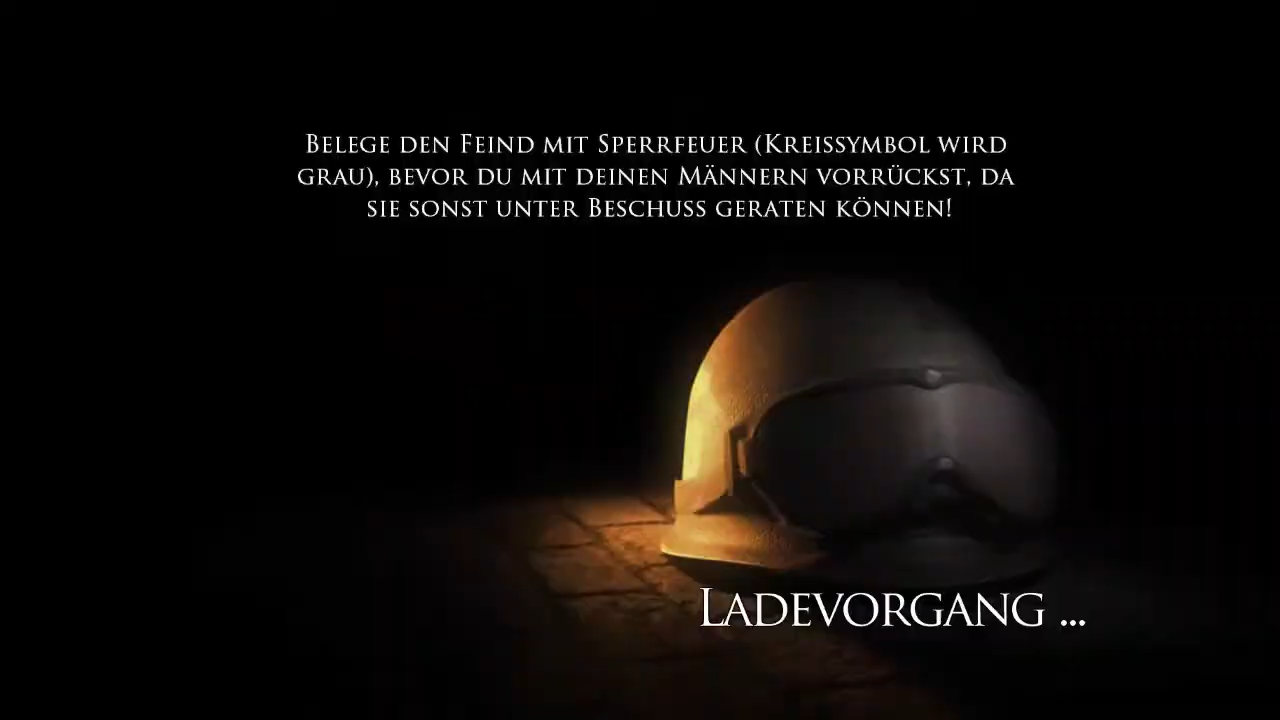 Belege den Feind mit Sperrfeuer (Kreissymbol wird
grau), bevor du mit deinen Männern vorrückst, da
sie sonst unter Beschuss geraten können!
Ladevorgang ...